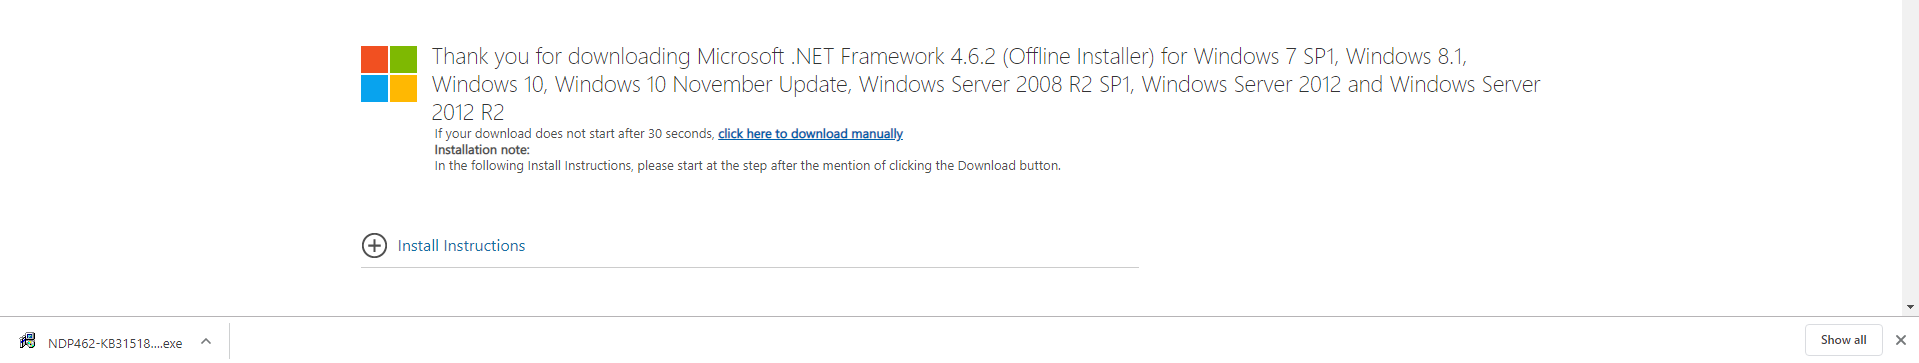 Thank you for downloading Microsoft .NET Framework 4.6.2 (Offline Installer) for Windows 7 SP1, Windows 8.1,
Windows 10, Windows 10 November Update, Windows Server 2008 R2 SP1, Windows Server 2012 and Windows Server
2012 R2
If your download does not start after 30 seconds, click here to download manually
Installation note:
In the following Install Instructions, please start at the step after the mention of clicking the Download button.
Install Instructions
NDP462-KB31518....exe
Show all